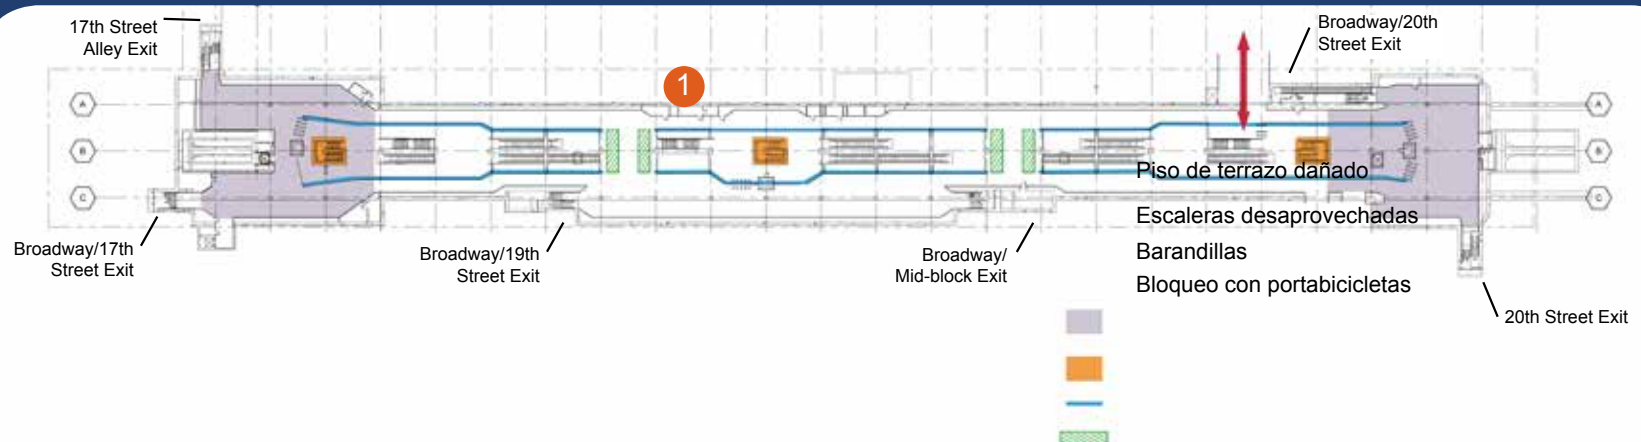 17th Street
Alley Exit
Broadway/20th
Street Exit
1
A
A
B
B
Piso de terrazo dañado
C
C
Escaleras desaprovechadas
Broadway/17th
Street Exit
Broadway/19th
Street Exit
Broadway/
Mid-block Exit
Barandillas
Bloqueo con portabicicletas
20th Street Exit